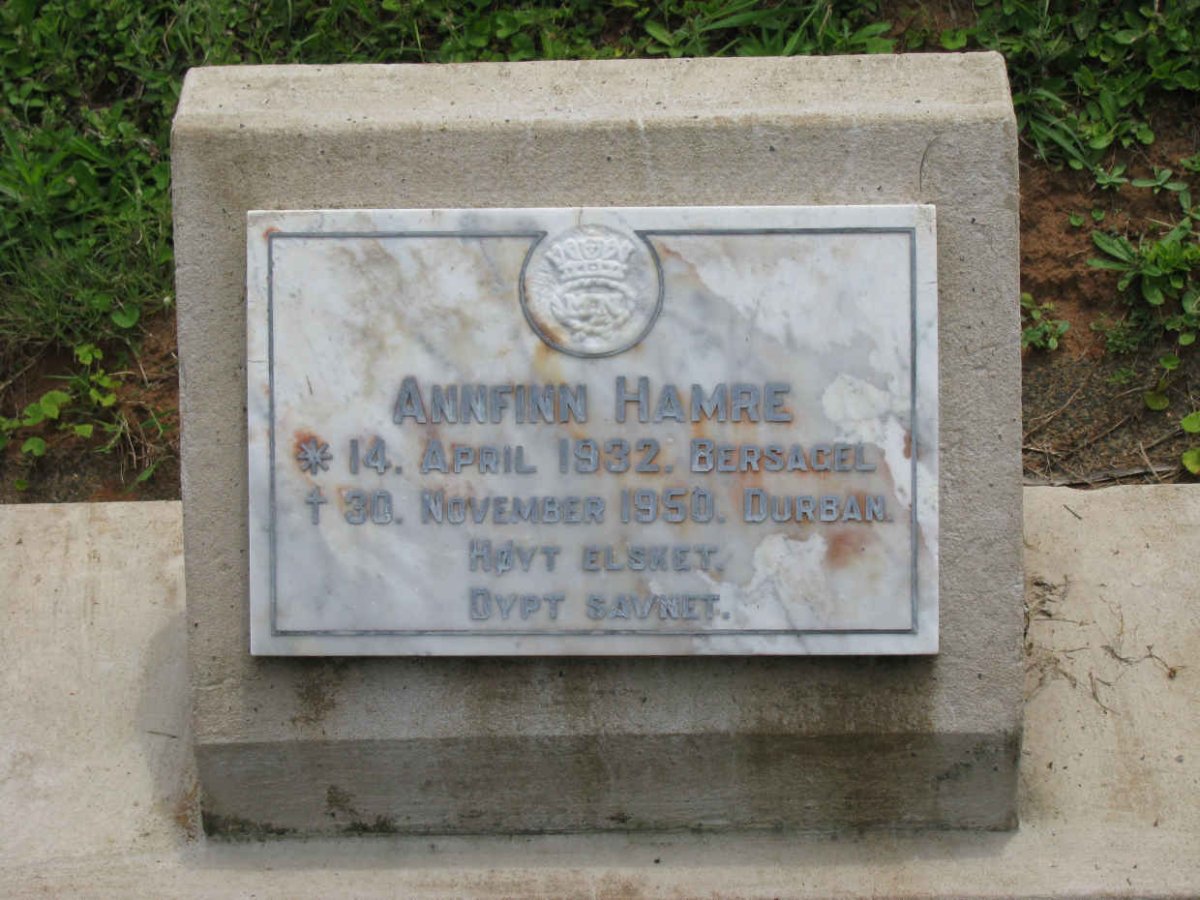 ANNFINN HAMRE
* 14. APRIL 1932. BERSAGEL
† 30. NOVEMBER 1950. DURBAN.
HØYT ELSKET.
DYPT SAVNET.